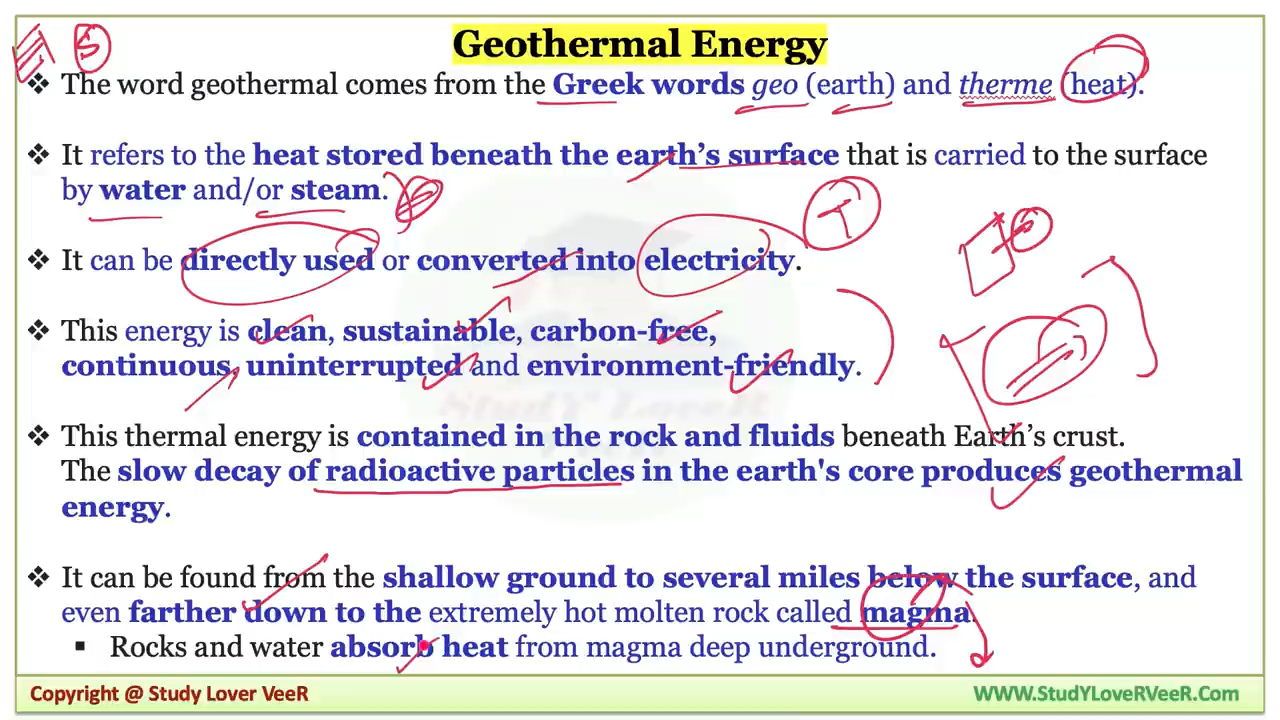 Geothermal Energy
❖ The word geothermal comes from the Greek words geo (earth) and therme (heat).
❖ It refers to the heat stored beneath the earth's surface that is carried to the surface
by water and/or steam.
❖ It can be directly used or converted into electricity.
❖ This energy is clean, sustainable, carbon-free,
continuous, uninterrupted and environment-friendly.
❖ This thermal energy is contained in the rock and fluids beneath Earth's crust.
The slow decay of radioactive particles in the earth's core produces geothermal
energy.
❖ It can be found from the shallow ground to several miles below the surface, and
even farther down to the extremely hot molten rock called magma.
▪ Rocks and water absorb heat from magma deep underground.
Copyright @ Study Lover VeeR
WWW.StudYLoveRVeeR.Com